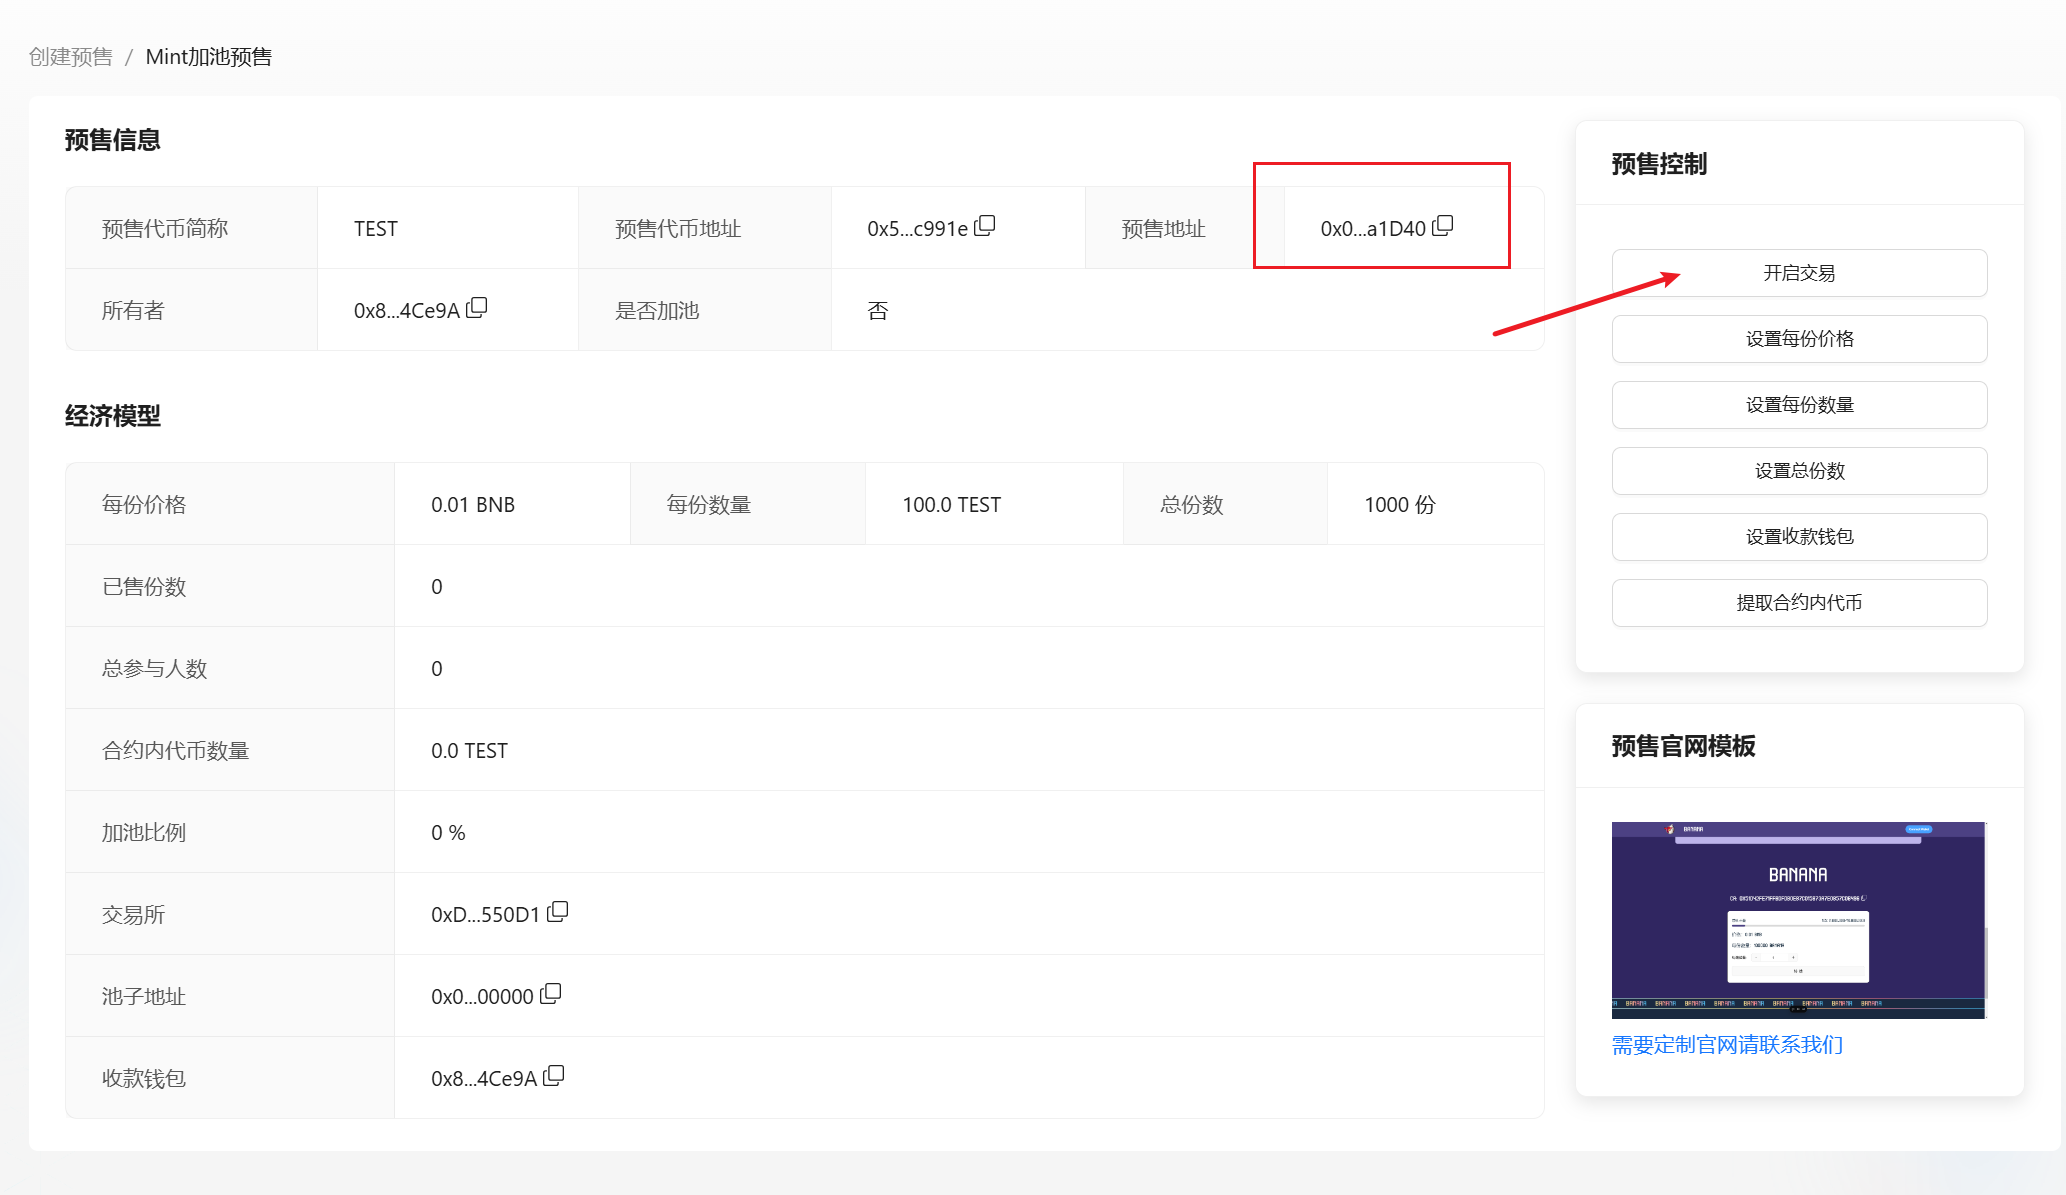 创建预售 / Mint加池预售
预售信息
预售代币简称 TEST 预售代币地址 0x5...c991e 预售地址 0x0...a1D40
所有者 0x8...4Ce9A 是否加池 否
经济模型
每份价格 0.01 BNB 每份数量 100.0 TEST 总份数 1000 份
已售份数 0
总参与人数 0
合约内代币数量 0.0 TEST
加池比例 0 %
交易所 0xD...550D1
池子地址 0x0...00000
收款钱包 0x8...4Ce9A
预售控制
开启交易
设置每份价格
设置每份数量
设置总份数
设置收款钱包
提取合约内代币
预售官网模板
BANANA
BANANA
需要定制官网请联系我们